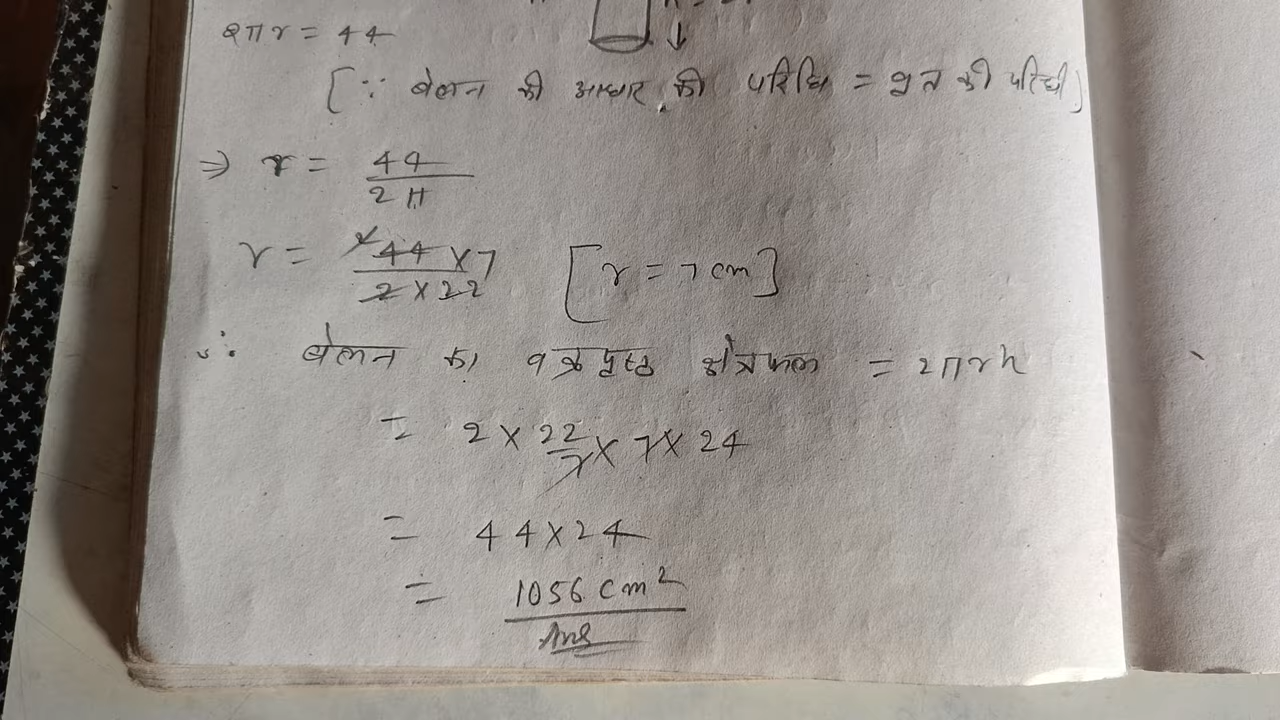 2πr = 44
[∵ बेलन की आधार की परिधि = वृत की परिधी]
⇒ r = 44/2π
r = 44×7/2×22 [r = 7 cm]
∴ बेलन का वक्रपृष्ठ क्षेत्रफल = 2πrh
= 2 × 22/7 × 7 × 24
= 44×24
= 1056 cm²
Ans